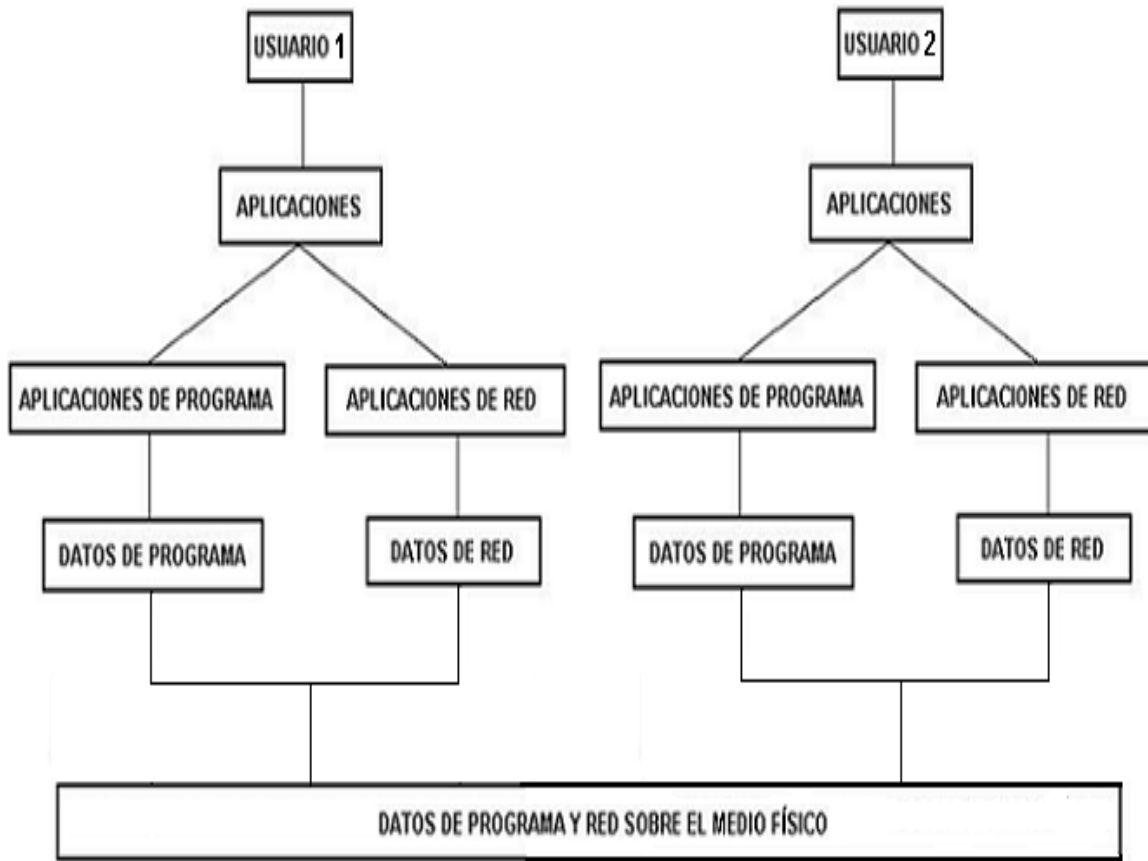 USUARIO 1
USUARIO 2
APLICACIONES
APLICACIONES
APLICACIONES DE PROGRAMA
APLICACIONES DE RED
APLICACIONES DE PROGRAMA
APLICACIONES DE RED
DATOS DE PROGRAMA
DATOS DE RED
DATOS DE PROGRAMA
DATOS DE RED
DATOS DE PROGRAMA Y RED SOBRE EL MEDIO FÍSICO